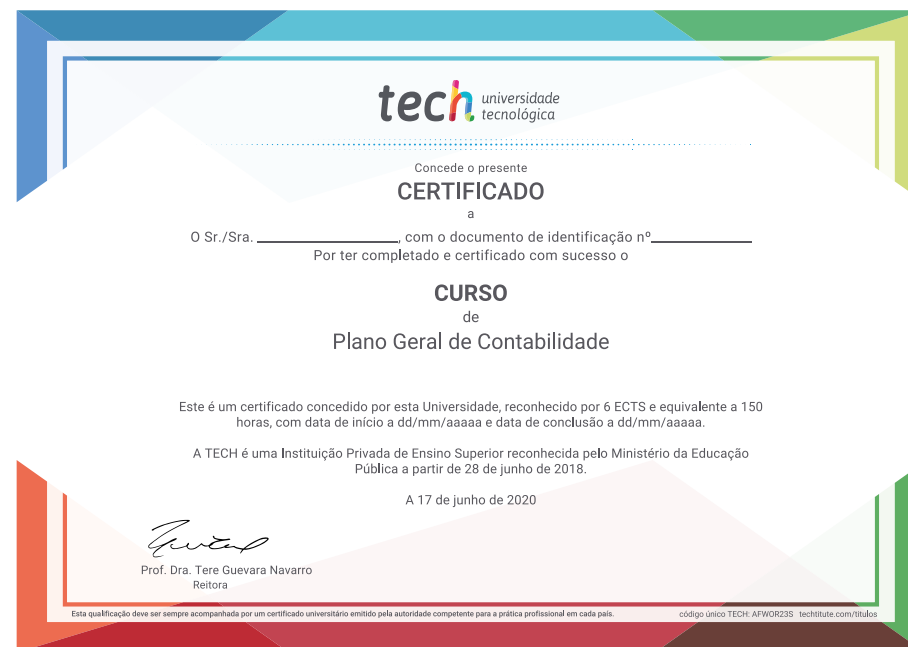 tech universidade
tecnológica
Concede o presente
CERTIFICADO
a
O Sr./Sra. ____________________, com o documento de identificação nº______________
Por ter completado e certificado com sucesso o
CURSO
de
Plano Geral de Contabilidade
Este é um certificado concedido por esta Universidade, reconhecido por 6 ECTS e equivalente a 150
horas, com data de início a dd/mm/aaaaa e data de conclusão a dd/mm/aaaaa.
A TECH é uma Instituição Privada de Ensino Superior reconhecida pelo Ministério da Educação
Pública a partir de 28 de junho de 2018.
A 17 de junho de 2020
Prof. Dra. Tere Guevara Navarro
Reitora
Esta qualificação deve ser sempre acompanhada por um certificado universitário emitido pela autoridade competente para a prática profissional em cada país. código único TECH: AFWOR23S techtitute.com/titulos